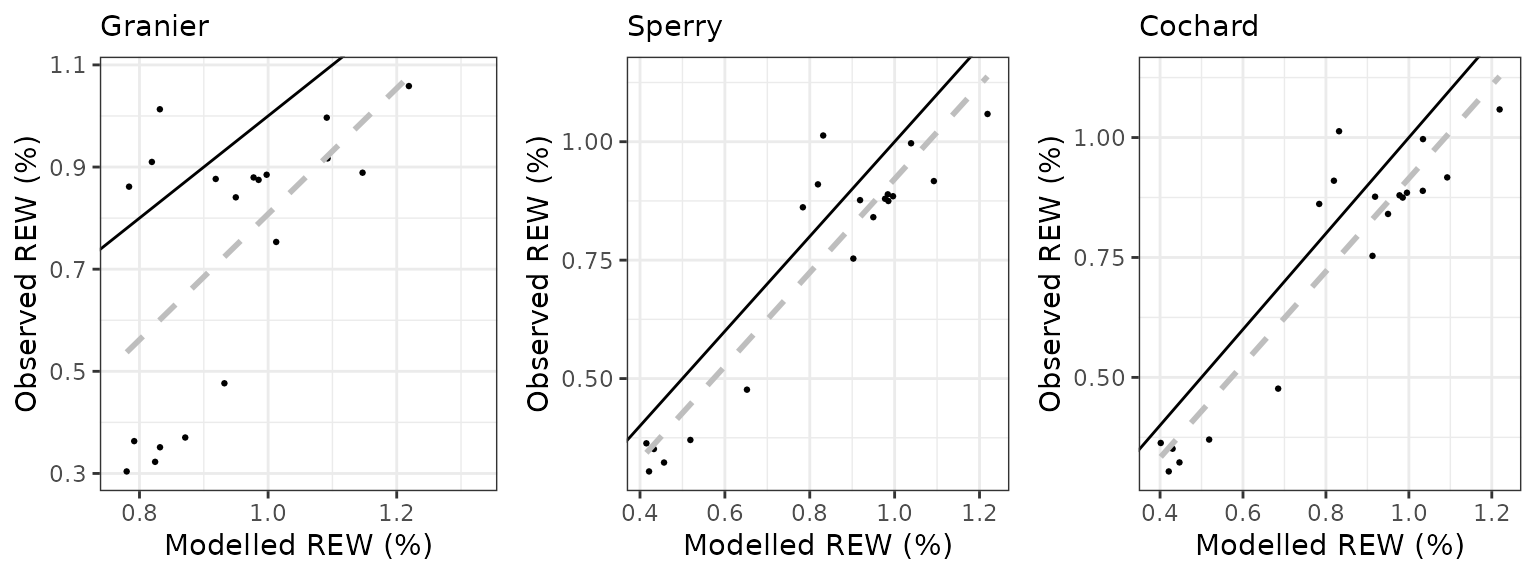 Granier
Observed REW (%)
1.1
0.9
0.7
0.5
0.3
0.8
1.0
1.2
Modelled REW (%)
Sperry
Observed REW (%)
1.00
0.75
0.50
0.4
0.6
0.8
1.0
1.2
Modelled REW (%)
Cochard
Observed REW (%)
1.00
0.75
0.50
0.4
0.6
0.8
1.0
1.2
Modelled REW (%)